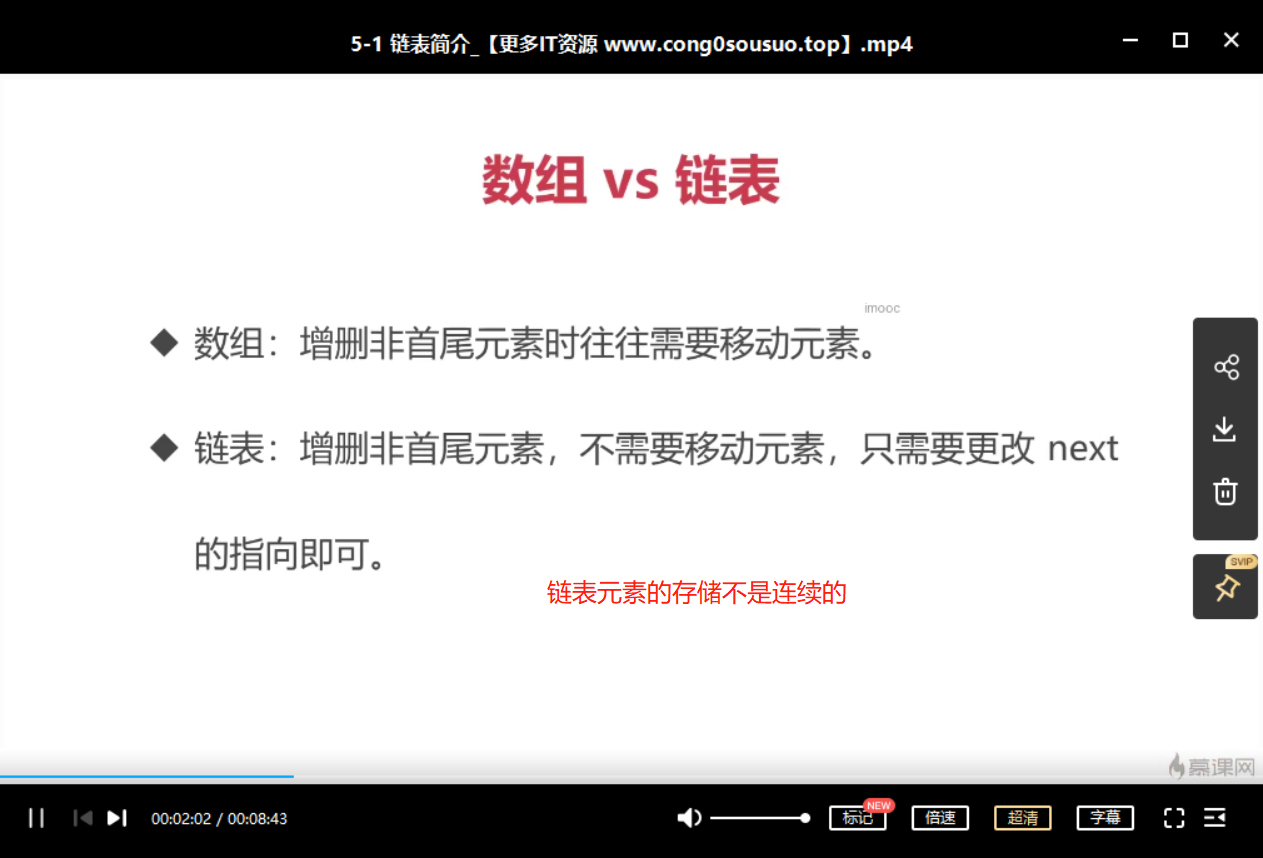 5-1 链表简介_【更多IT资源 www.cong0sousuo.top】.mp4
数组 vs 链表
imooc
◆ 数组：增删非首尾元素时往往需要移动元素。
◆ 链表：增删非首尾元素，不需要移动元素，只需要更改 next
的指向即可。
链表元素的存储不是连续的
SVIP
慕课网
00:02:02 / 00:08:43
标记
NEW
倍速
超清
字幕